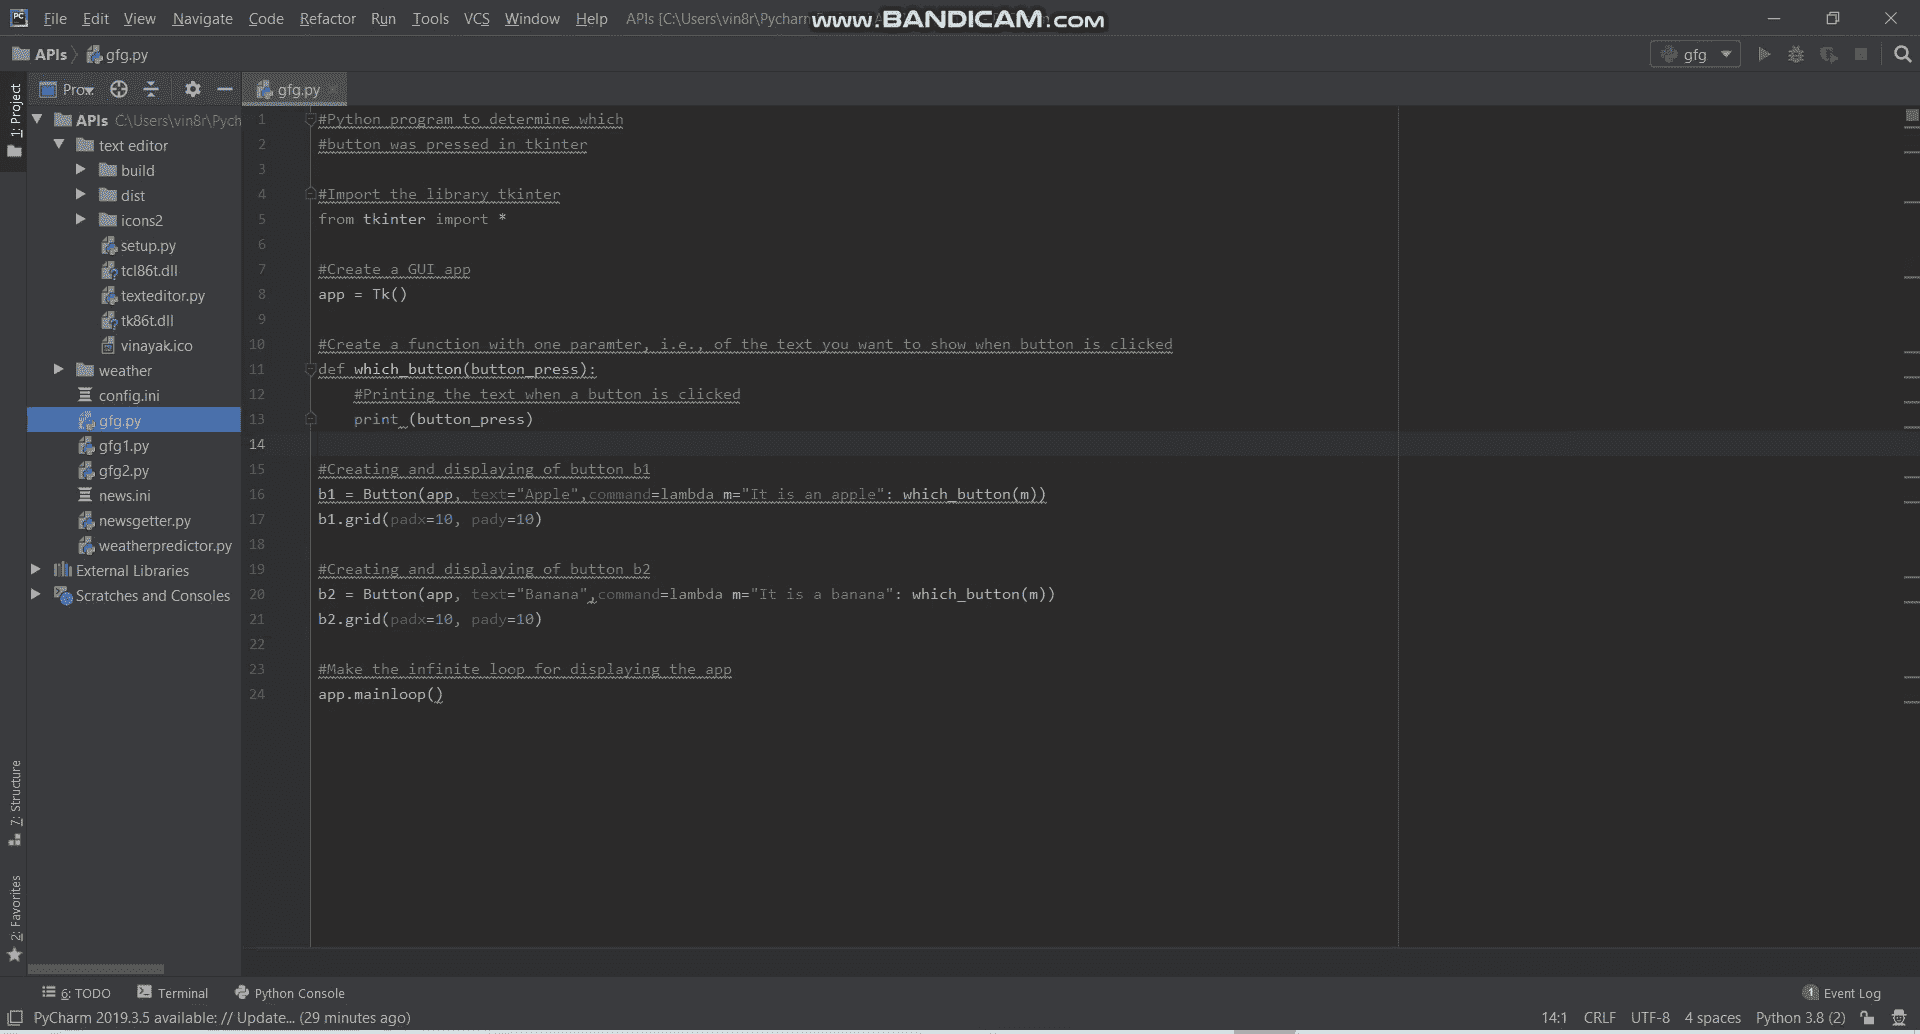 PC File Edit View Navigate Code Refactor Run Tools VCS Window Help APIs [C:\Users\vin8r\Pycharm
www.BANDICAM.com
APIs gfg.py
gfg
1: Project
Pro
gfg.py
APIs C:\Users\vin8r\Pych
text editor
build
dist
icons2
setup.py
tcl86t.dll
texteditor.py
tk86t.dll
vinayak.ico
weather
config.ini
gfg.py
gfg1.py
gfg2.py
news.ini
newsgetter.py
weatherpredictor.py
External Libraries
Scratches and Consoles
7: Structure
2: Favorites
1 #Python program to determine which
2 #button was pressed in tkinter
3
4 #Import the library tkinter
5 from tkinter import *
6
7 #Create a GUI app
8 app = Tk()
9
10 #Create a function with one paramter, i.e., of the text you want to show when button is clicked
11 def which_button(button_press):
12 #Printing the text when a button is clicked
13 print (button_press)
14
15 #Creating and displaying of button b1
16 b1 = Button(app, text="Apple",command=lambda m="It is an apple": which_button(m))
17 b1.grid(padx=10, pady=10)
18
19 #Creating and displaying of button b2
20 b2 = Button(app, text="Banana",command=lambda m="It is a banana": which_button(m))
21 b2.grid(padx=10, pady=10)
22
23 #Make the infinite loop for displaying the app
24 app.mainloop()
6: TODO Terminal Python Console 1 Event Log
PyCharm 2019.3.5 available: // Update... (29 minutes ago) 14:1 CRLF UTF-8 4 spaces Python 3.8 (2)